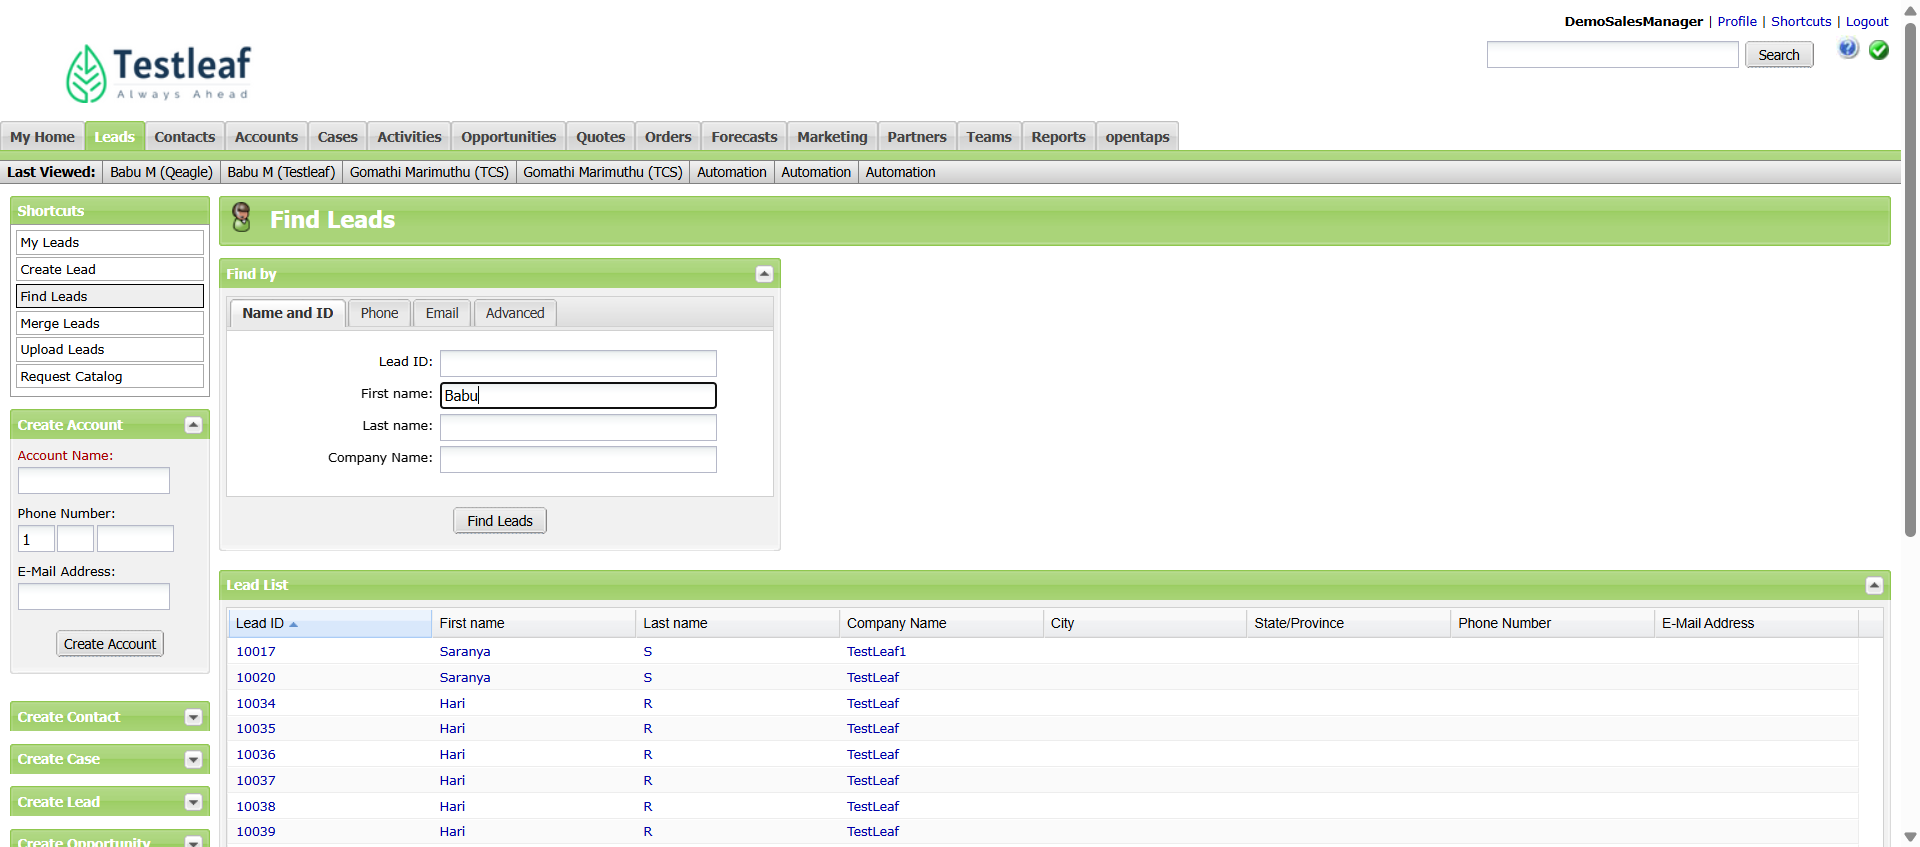 DemoSalesManager | Profile | Shortcuts | Logout
Search
Testleaf
Always Ahead
My Home Leads Contacts Accounts Cases Activities Opportunities Quotes Orders Forecasts Marketing Partners Teams Reports opentaps
Last Viewed: Babu M (Qeagle) Babu M (Testleaf) Gomathi Marimuthu (TCS) Gomathi Marimuthu (TCS) Automation Automation Automation
Shortcuts
My Leads
Create Lead
Find Leads
Merge Leads
Upload Leads
Request Catalog
Create Account
Account Name:
Phone Number:
1
E-Mail Address:
Create Account
Create Contact
Create Case
Create Lead
Create Opportunity
Find Leads
Find by
Name and ID Phone Email Advanced
Lead ID:
First name: Babu
Last name:
Company Name:
Find Leads
Lead List
Lead ID First name Last name Company Name City State/Province Phone Number E-Mail Address
10017 Saranya S TestLeaf1
10020 Saranya S TestLeaf
10034 Hari R TestLeaf
10035 Hari R TestLeaf
10036 Hari R TestLeaf
10037 Hari R TestLeaf
10038 Hari R TestLeaf
10039 Hari R TestLeaf